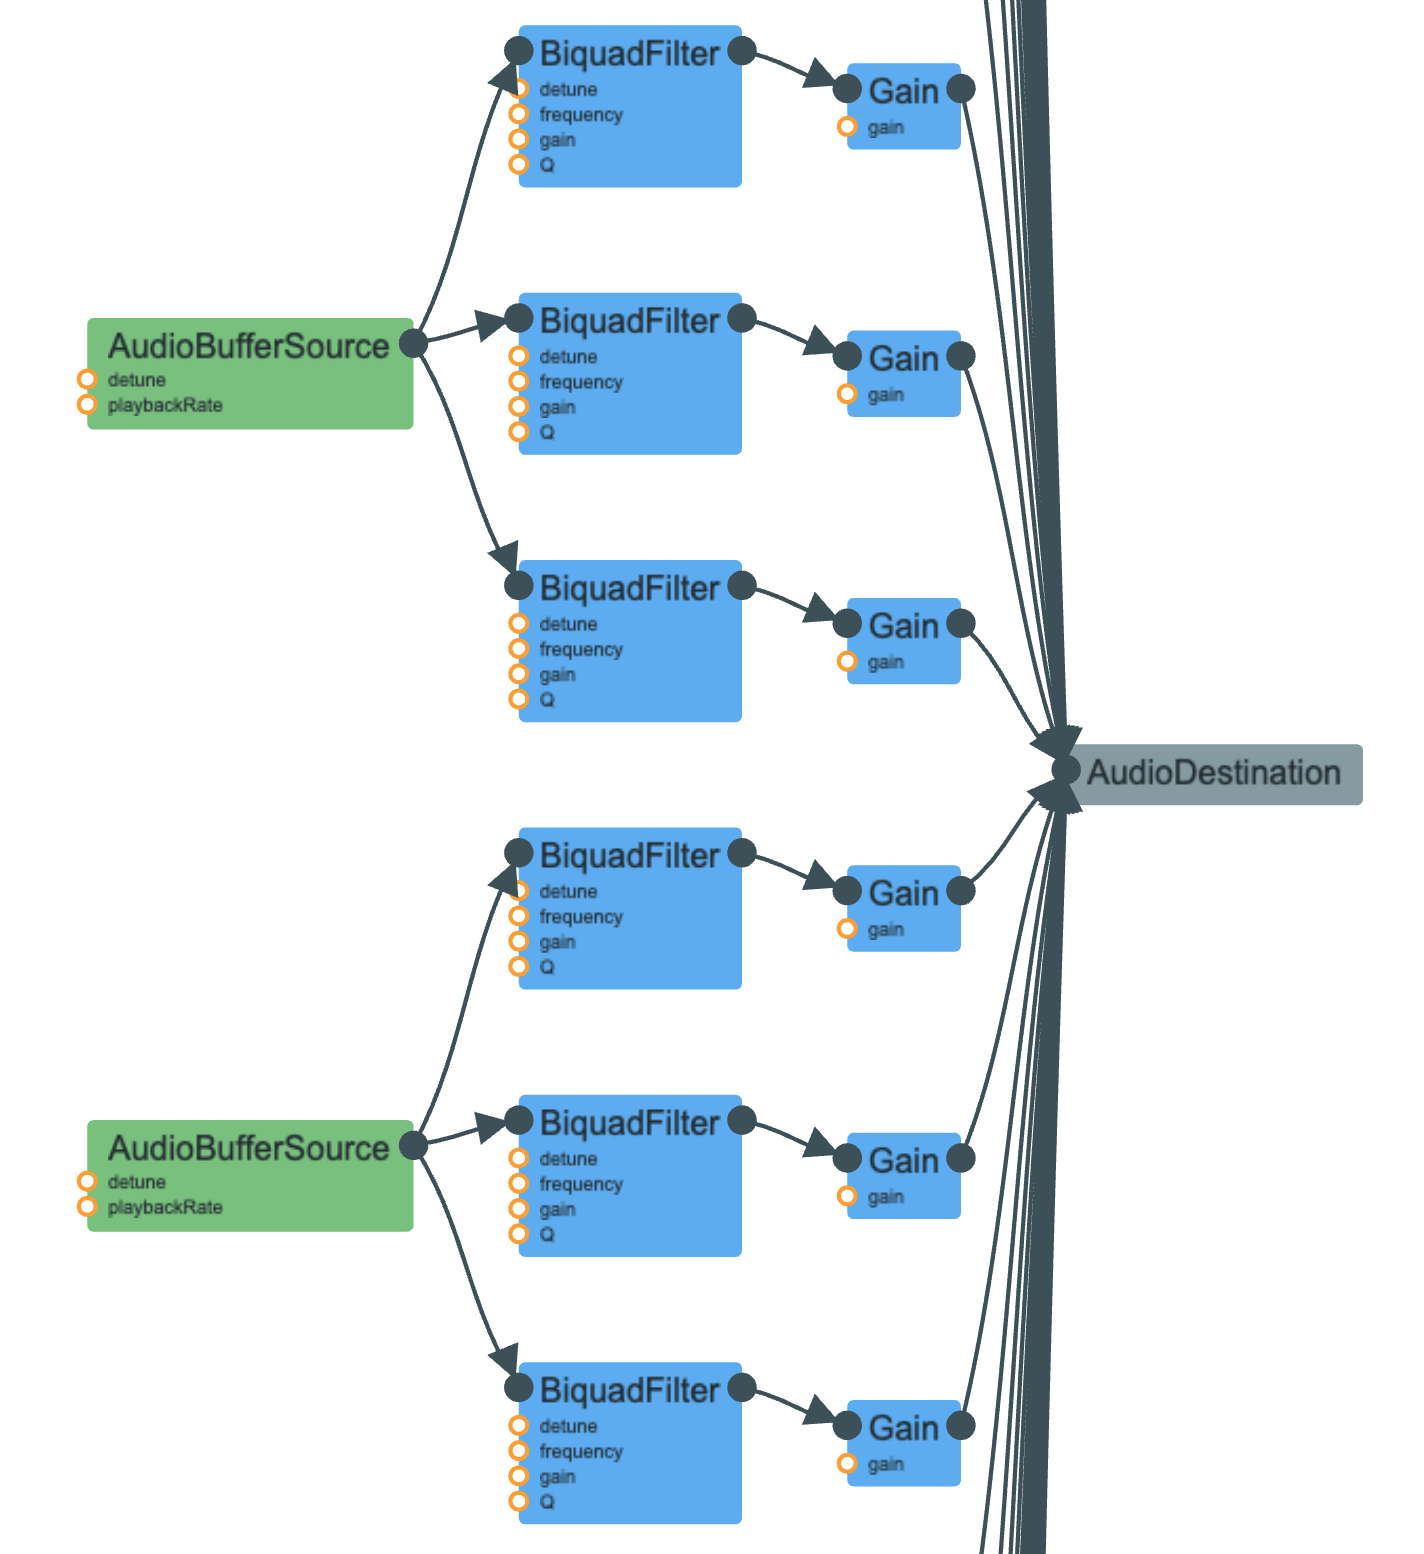 BiquadFilter
detune
frequency
gain
Q
Gain
gain
AudioBufferSource
detune
playbackRate
BiquadFilter
detune
frequency
gain
Q
Gain
gain
BiquadFilter
detune
frequency
gain
Q
Gain
gain
AudioDestination
BiquadFilter
detune
frequency
gain
Q
Gain
gain
AudioBufferSource
detune
playbackRate
BiquadFilter
detune
frequency
gain
Q
Gain
gain
BiquadFilter
detune
frequency
gain
Q
Gain
gain